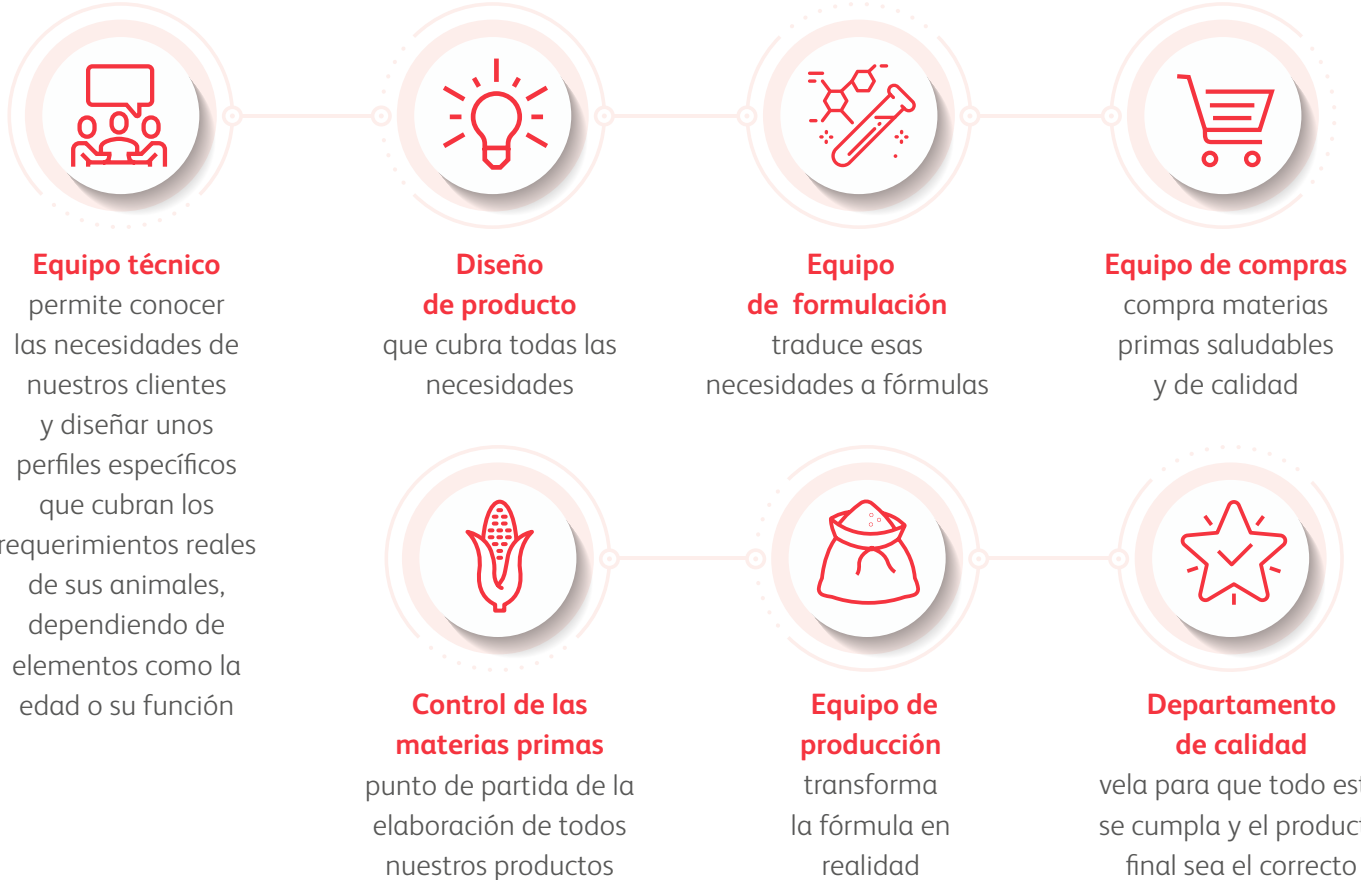 Equipo técnico
permite conocer
las necesidades de
nuestros clientes
y diseñar unos
perfiles específicos
que cubran los
requerimientos reales
de sus animales,
dependiendo de
elementos como la
edad o su función
Diseño
de producto
que cubra todas las
necesidades
Equipo
de formulación
traduce esas
necesidades a fórmulas
Equipo de compras
compra materias
primas saludables
y de calidad
Control de las
materias primas
punto de partida de la
elaboración de todos
nuestros productos
Equipo de
producción
transforma
la fórmula en
realidad
Departamento
de calidad
vela para que todo est
se cumpla y el product
final sea el correcto